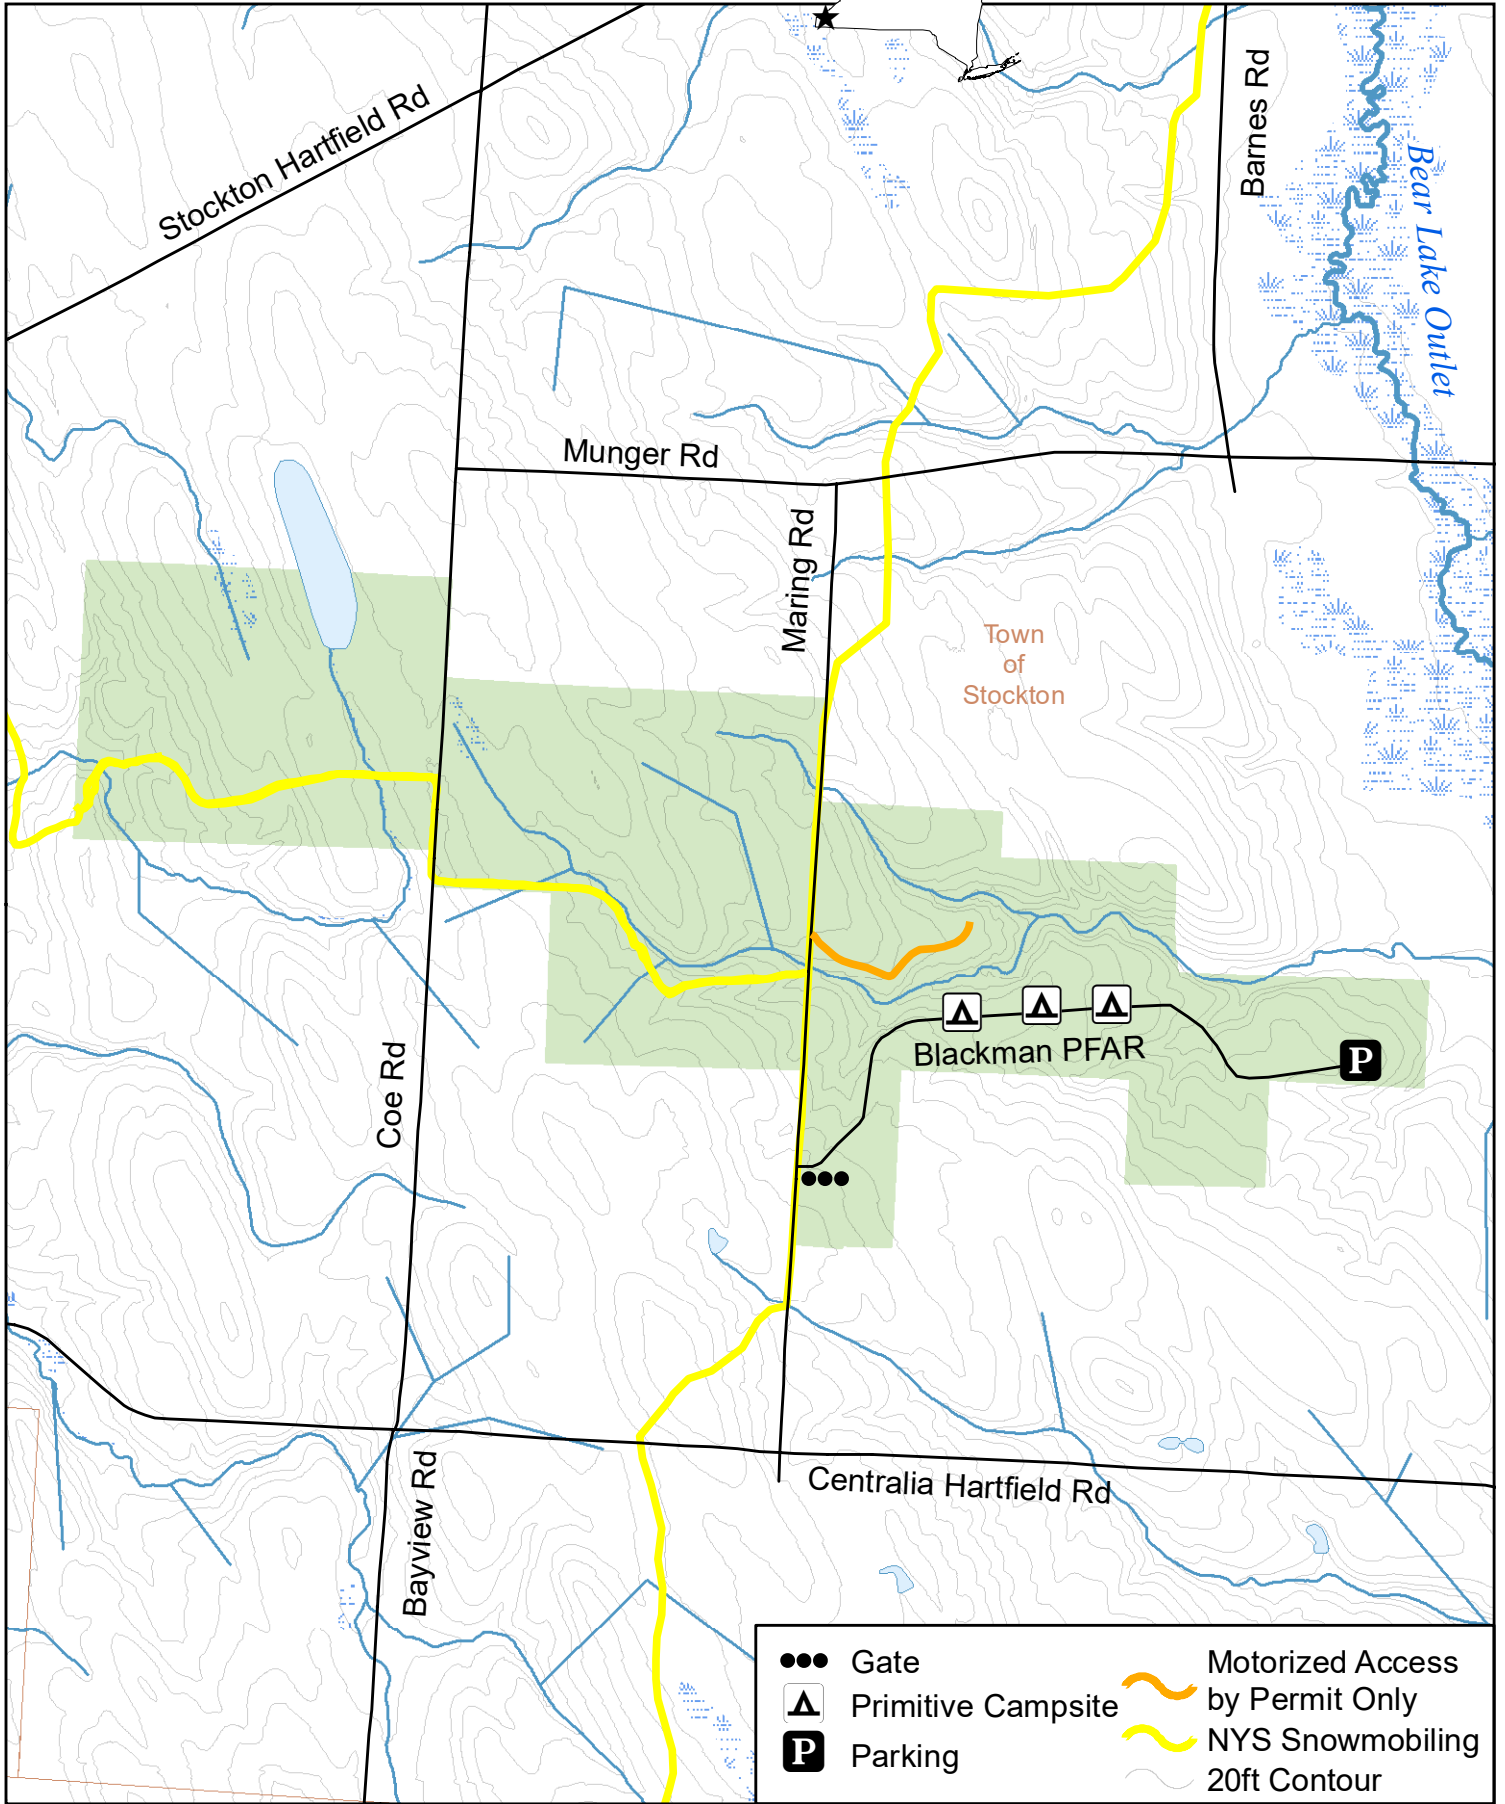 Stockton Hartfield Rd
Barnes Rd
Bear Lake Outlet
Munger Rd
Maring Rd
Town
of
Stockton
Blackman PFAR
P
Coe Rd
Centralia Hartfield Rd
Bayview Rd
Gate
Primitive Campsite
P
Parking
Motorized Access
by Permit Only
NYS Snowmobiling
20ft Contour